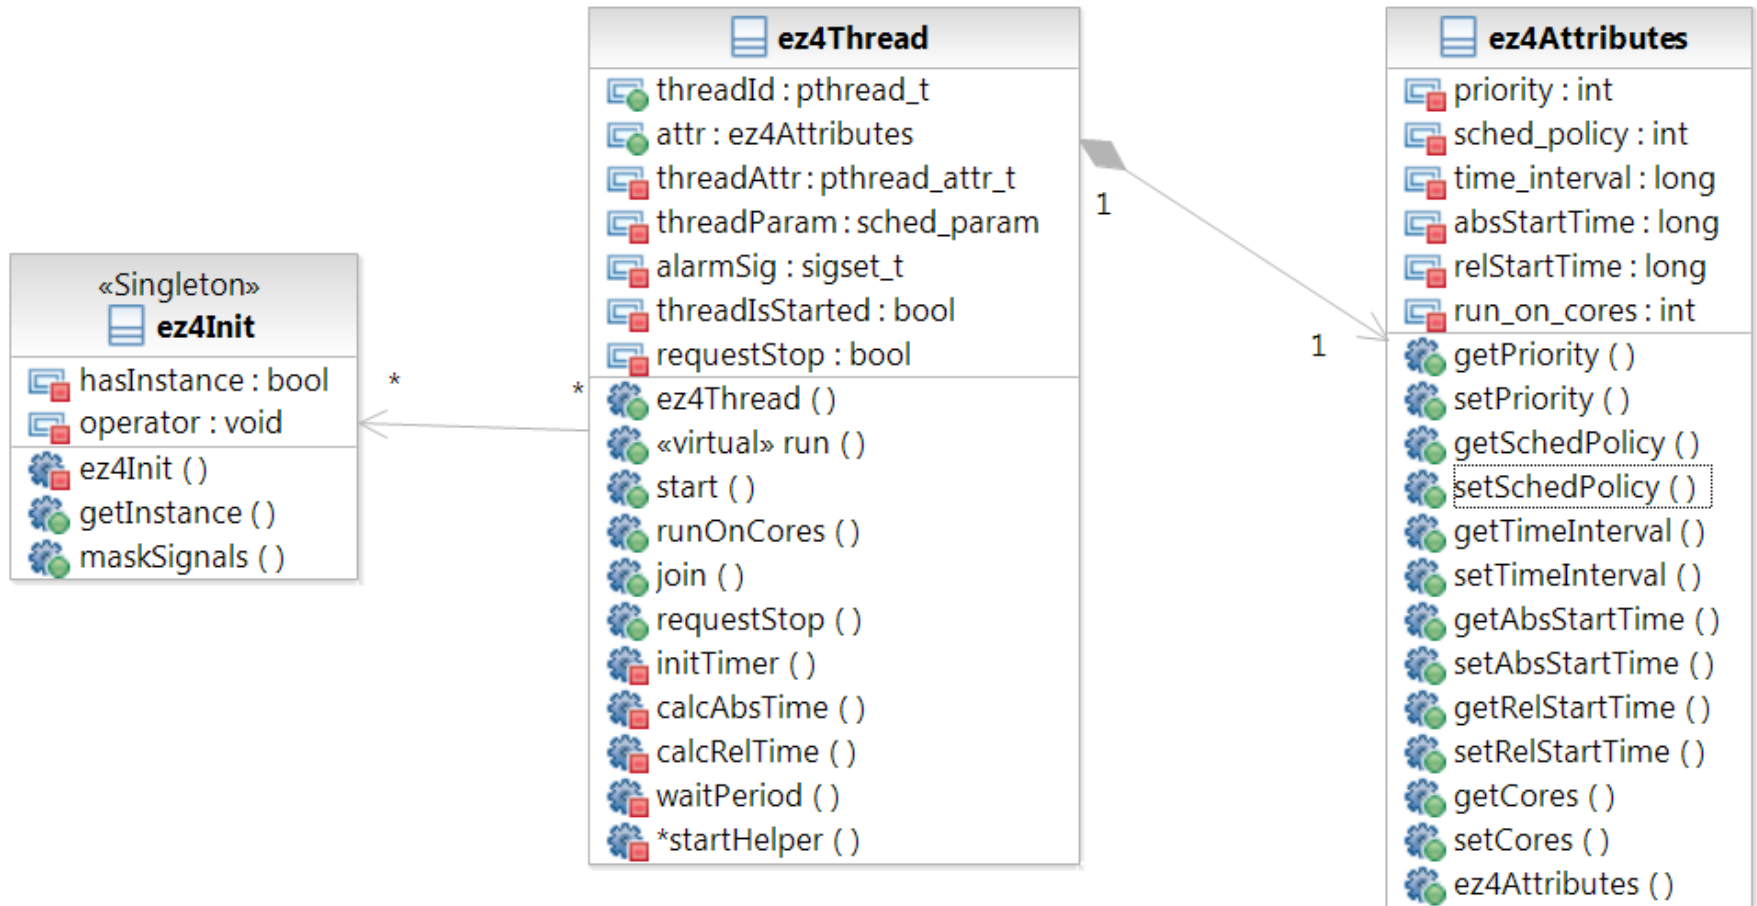 «Singleton»
ez4Init
hasInstance : bool
operator : void
ez4Init ( )
getInstance ( )
maskSignals ( )
*
*
ez4Thread
threadId : pthread_t
attr : ez4Attributes
threadAttr : pthread_attr_t
threadParam : sched_param
alarmSig : sigset_t
threadIsStarted : bool
requestStop : bool
ez4Thread ( )
«virtual» run ( )
start ( )
runOnCores ( )
join ( )
requestStop ( )
initTimer ( )
calcAbsTime ( )
calcRelTime ( )
waitPeriod ( )
*startHelper ( )
1
1
ez4Attributes
priority : int
sched_policy : int
time_interval : long
absStartTime : long
relStartTime : long
run_on_cores : int
getPriority ( )
setPriority ( )
getSchedPolicy ( )
setSchedPolicy ( )
getTimeInterval ( )
setTimeInterval ( )
getAbsStartTime ( )
setAbsStartTime ( )
getRelStartTime ( )
setRelStartTime ( )
getCores ( )
setCores ( )
ez4Attributes ( )